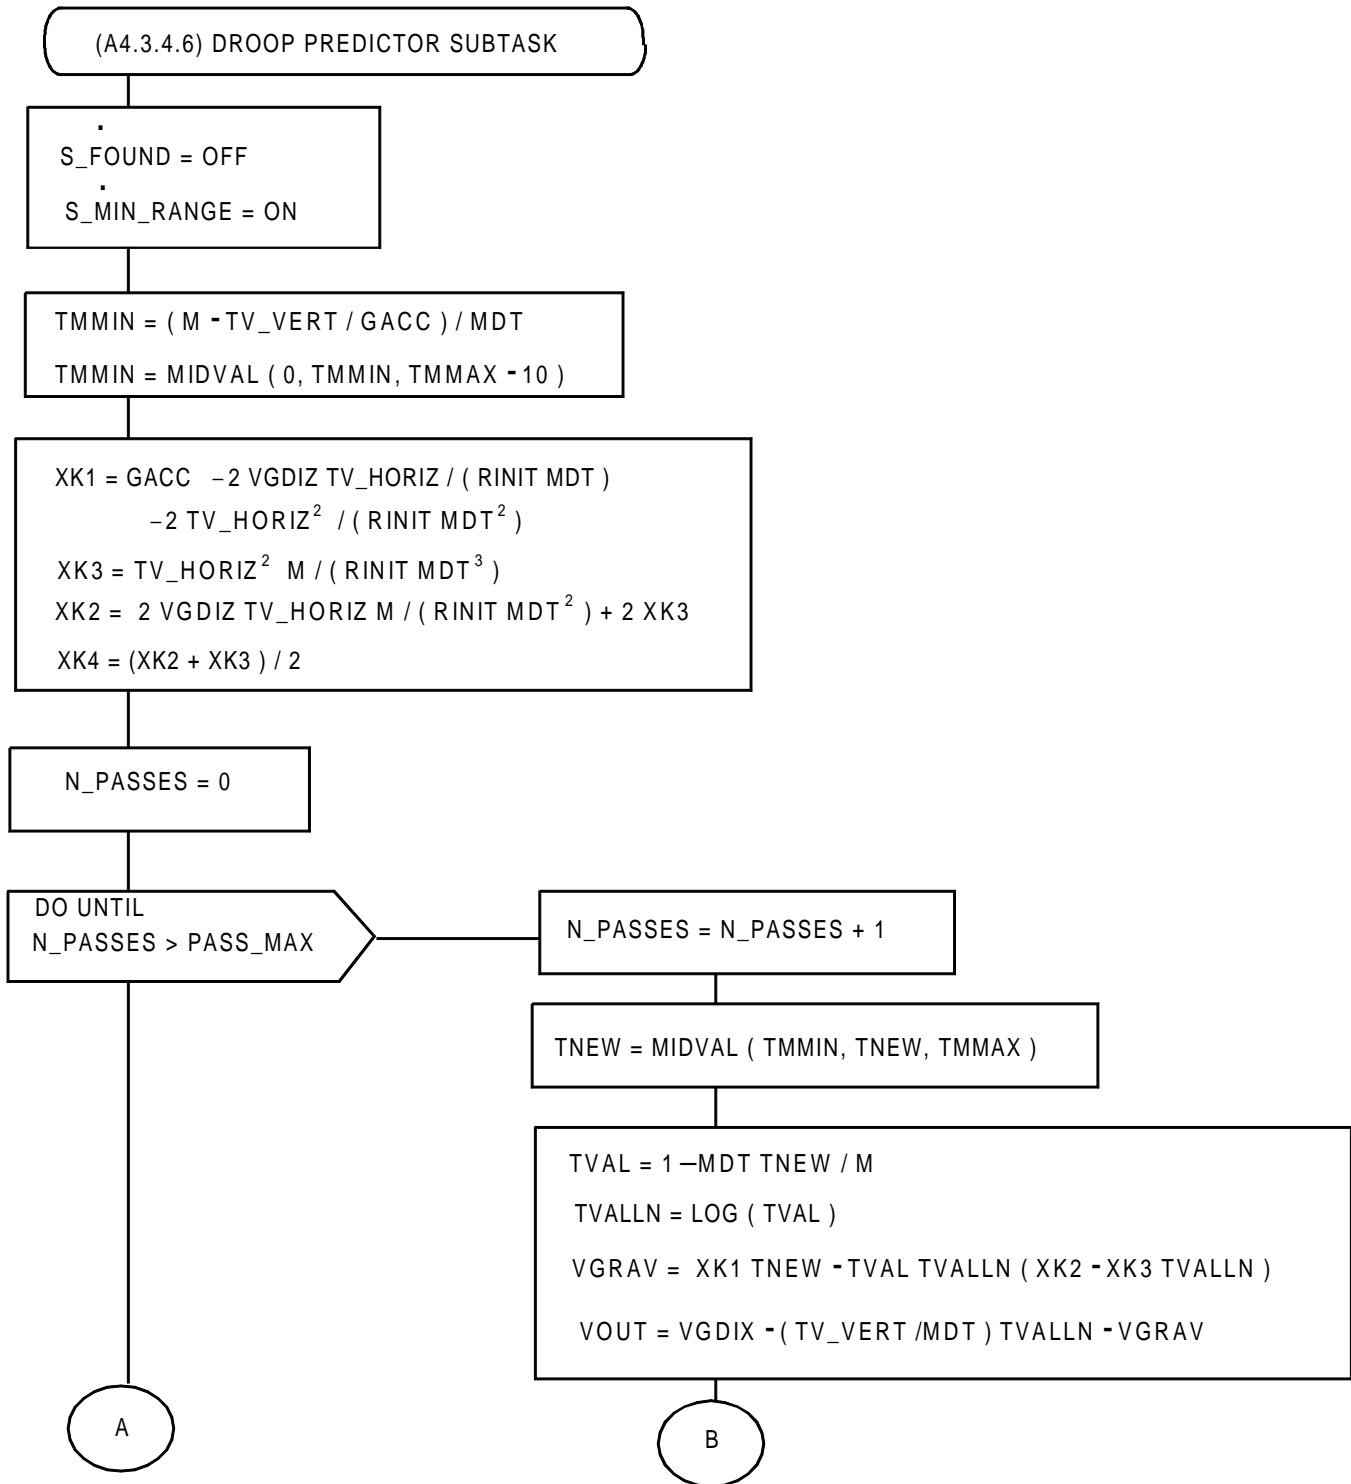 (A4.3.4.6) DROOP PREDICTOR SUBTASK
S_FOUND = OFF
S_MIN_RANGE = ON
TMMIN = ( M - TV_VERT / GACC ) / MDT
TMMIN = MIDVAL ( 0, TMMIN, TMMAX - 10 )
XK1 = GACC – 2 VGDIZ TV_HORIZ / ( RINIT MDT )
– 2 TV_HORIZ² / ( RINIT MDT² )
XK3 = TV_HORIZ² M / ( RINIT MDT³ )
XK2 = 2 VGDIZ TV_HORIZ M / ( RINIT MDT² ) + 2 XK3
XK4 = (XK2 + XK3 ) / 2
N_PASSES = 0
DO UNTIL
N_PASSES > PASS_MAX
N_PASSES = N_PASSES + 1
TNEW = MIDVAL ( TMMIN, TNEW, TMMAX )
TVAL = 1 — MDT TNEW / M
TVALLN = LOG ( TVAL )
VGRAV = XK1 TNEW - TVAL TVALLN ( XK2 - XK3 TVALLN )
VOUT = VGDIX - ( TV_VERT /MDT ) TVALLN - VGRAV
A
B